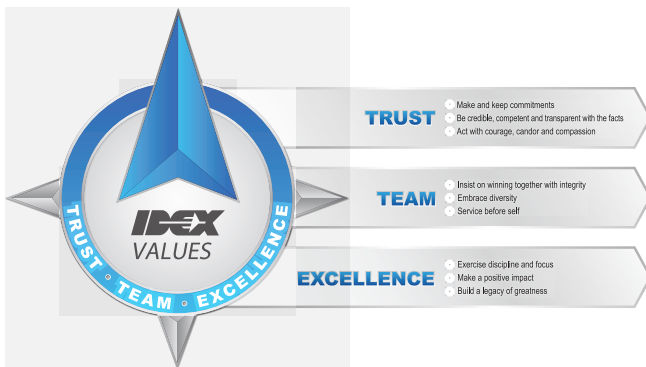 IDEX
VALUES
TRUST • TEAM • EXCELLENCE
TRUST
Make and keep commitments
Be credible, competent and transparent with the facts
Act with courage, candor and compassion
TEAM
Insist on winning together with integrity
Embrace diversity
Service before self
EXCELLENCE
Exercise discipline and focus
Make a positive impact
Build a legacy of greatness